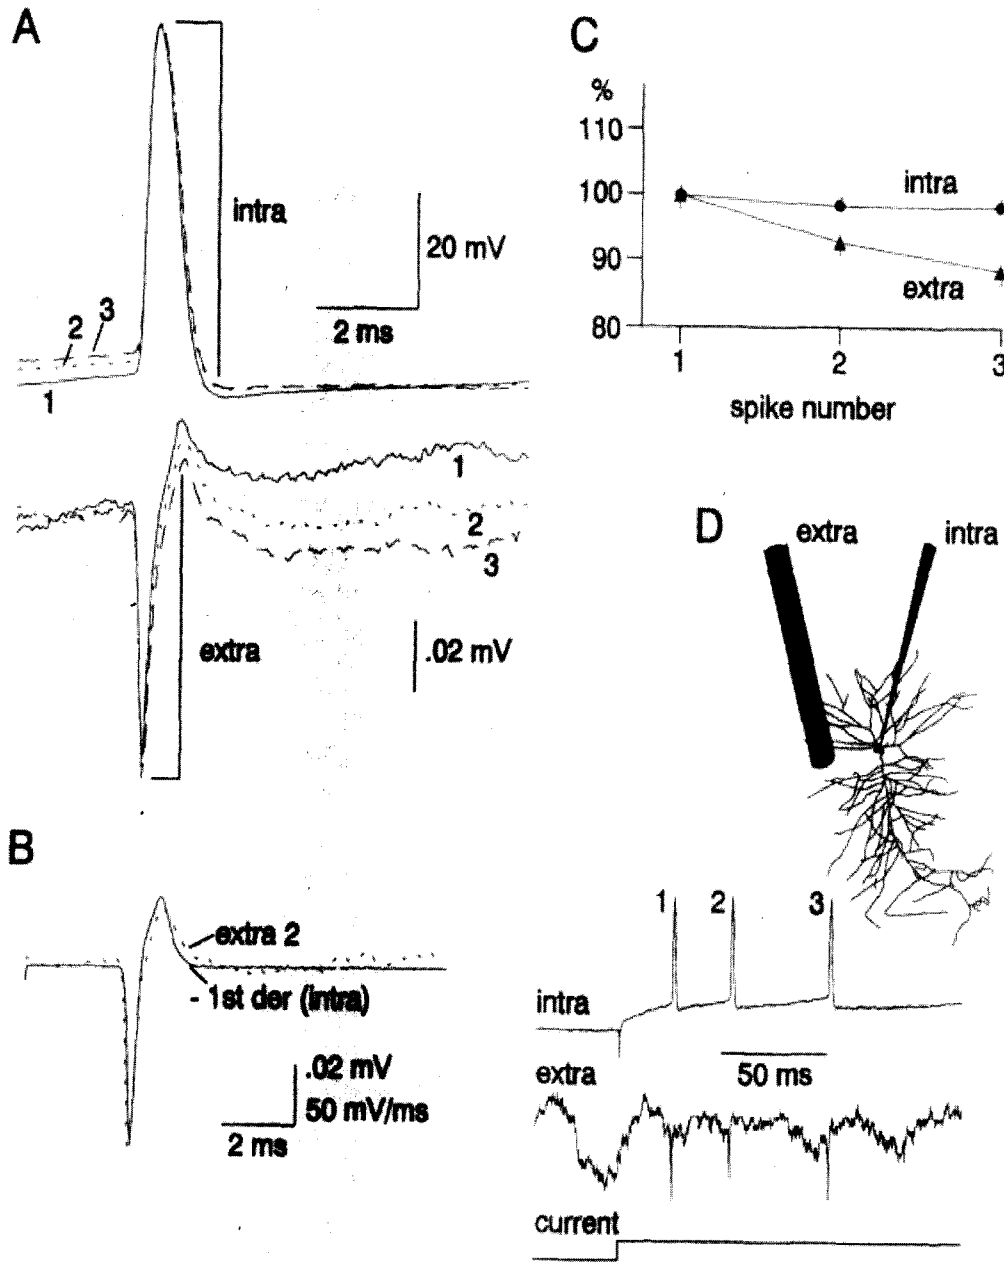 A
intra
20 mV
2 ms
3
2
1
1
2
3
extra
.02 mV
B
extra 2
- 1st der (intra)
.02 mV
50 mV/ms
2 ms
C
%
110
100
90
80
intra
extra
1
2
3
spike number
D
extra
intra
1
2
3
intra
50 ms
extra
current